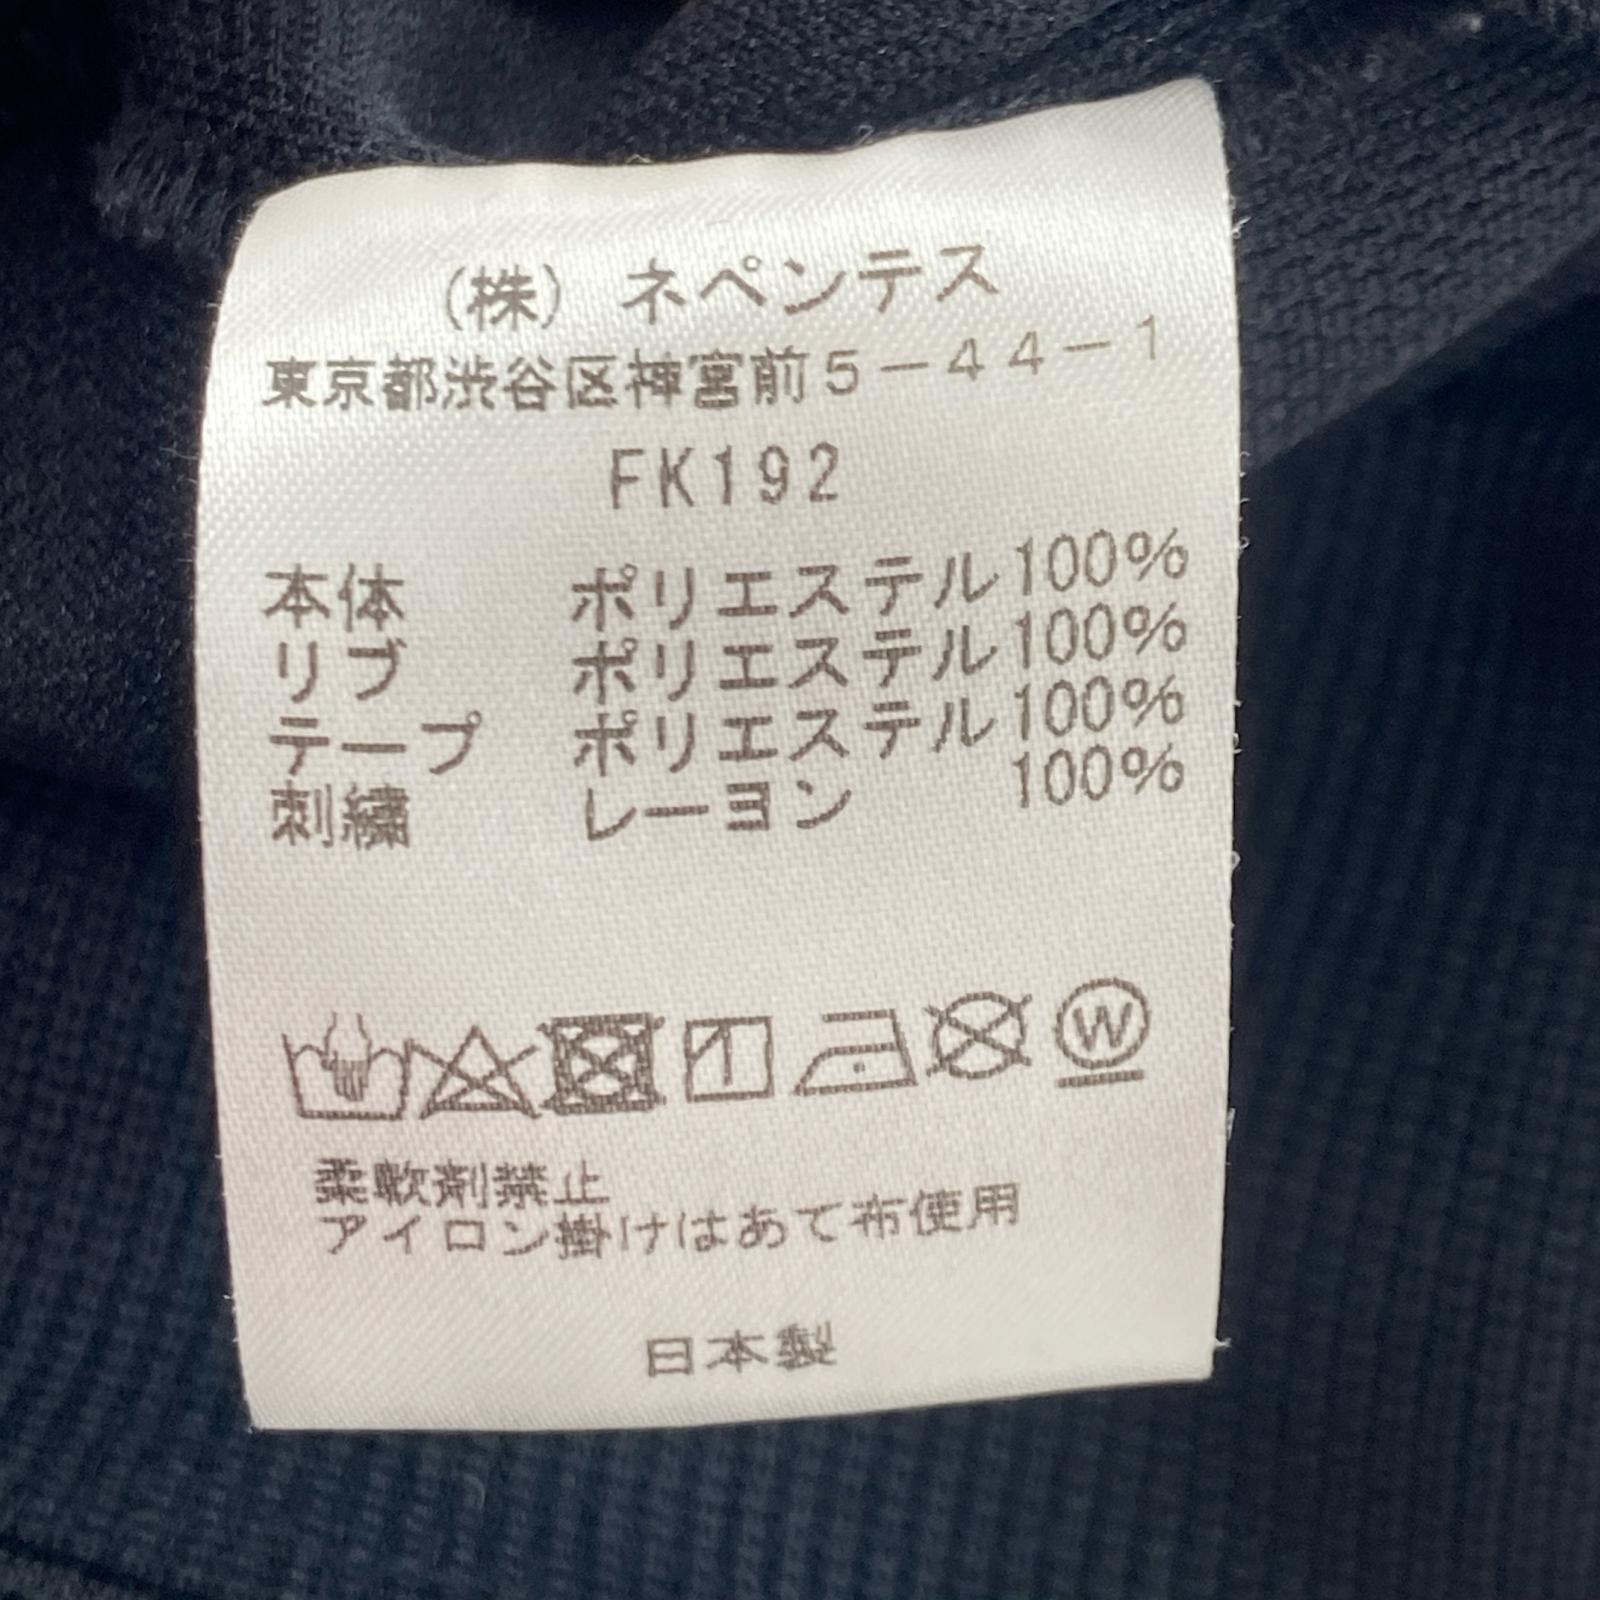 (株) ネペンテス
東京都渋谷区神宮前5-44-1
FK192
本体 ポリエステル100%
リブ ポリエステル100%
テープ ポリエステル100%
刺繍 レーヨン 100%
W
柔軟剤禁止
アイロン掛けはあて布使用
日本製